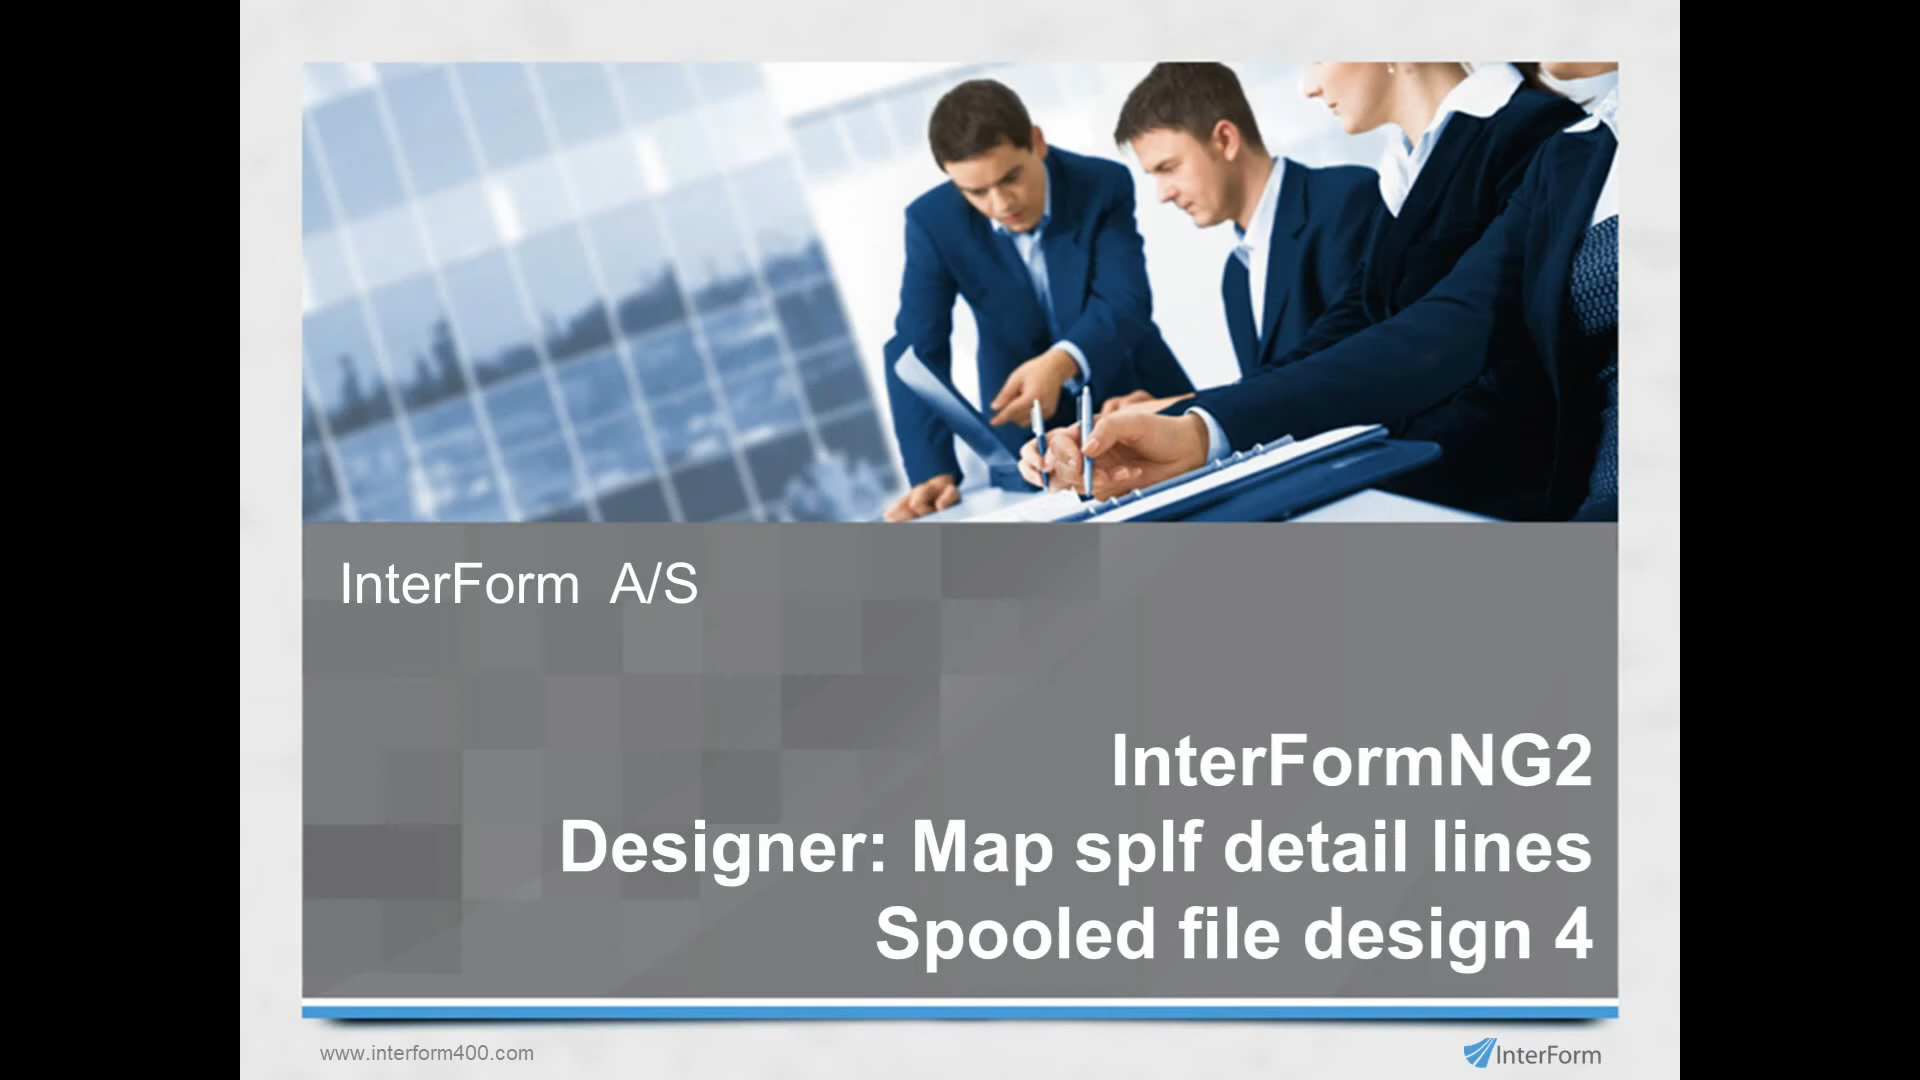 InterForm A/S
InterFormNG2
Designer: Map splf detail lines
Spooled file design 4
www.interform400.com
InterForm